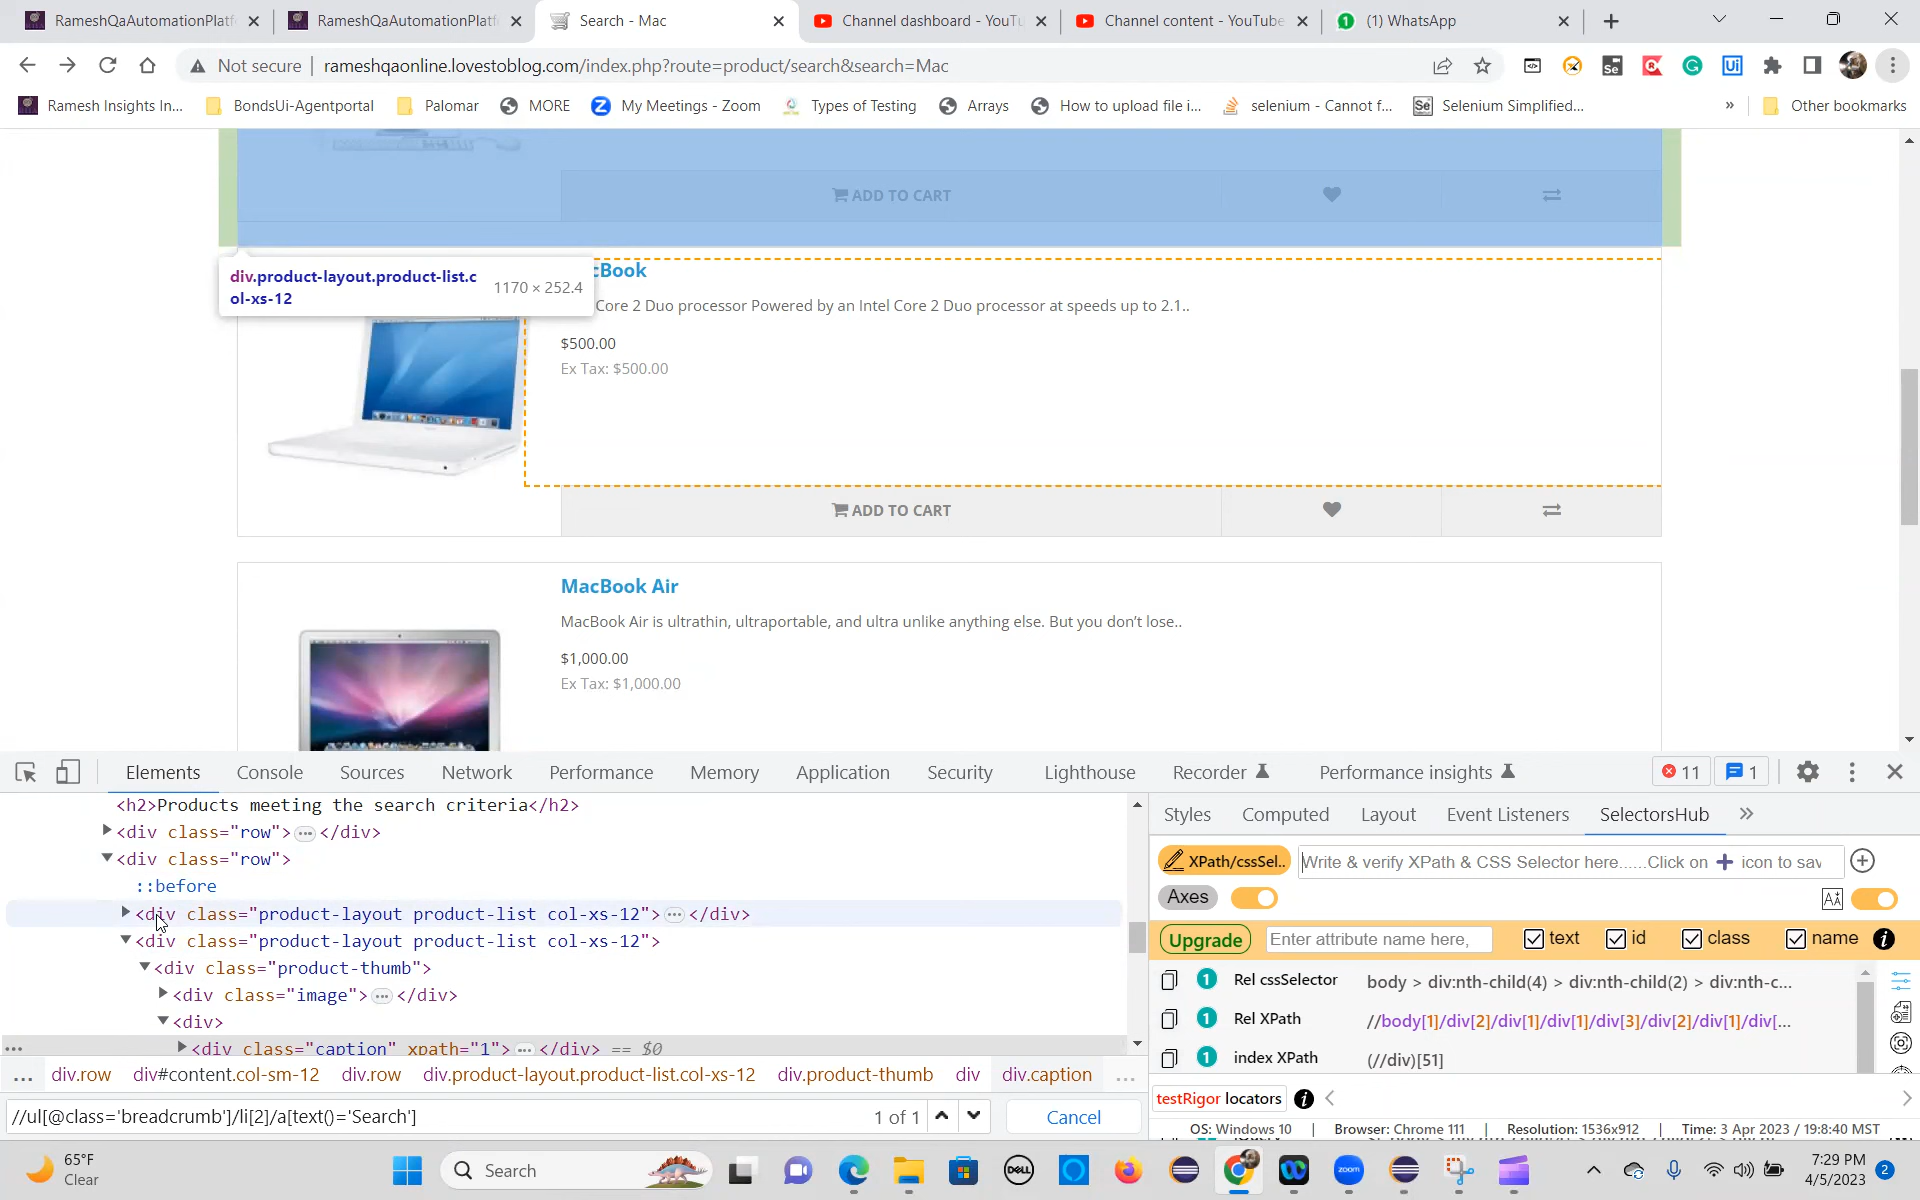 RameshQaAutomationPlatf
RameshQaAutomationPlatf
Search - Mac
Channel dashboard - YouTu
Channel content - YouTube
(1) WhatsApp
Not secure
rameshqaonline.lovestoblog.com/index.php?route=product/search&search=Mac
Ramesh Insights In...
BondsUi-Agentportal
Palomar
MORE
My Meetings - Zoom
Types of Testing
Arrays
How to upload file i...
selenium - Cannot f...
Selenium Simplified...
»
Other bookmarks
ADD TO CART
div.product-layout.product-list.c
ol-xs-12
1170 × 252.4
cBook
Core 2 Duo processor Powered by an Intel Core 2 Duo processor at speeds up to 2.1..
$500.00
Ex Tax: $500.00
ADD TO CART
MacBook Air
MacBook Air is ultrathin, ultraportable, and ultra unlike anything else. But you don't lose..
$1,000.00
Ex Tax: $1,000.00
Elements
Console
Sources
Network
Performance
Memory
Application
Security
Lighthouse
Recorder
Performance insights
11
1
<h2>Products meeting the search criteria</h2>
<div class="row"> … </div>
<div class="row">
::before
<div class="product-layout product-list col-xs-12"> … </div>
<div class="product-layout product-list col-xs-12">
<div class="product-thumb">
<div class="image"> … </div>
<div>
<div class="caption" xpath="1"> … </div> == $0
... div.row div#content.col-sm-12 div.row div.product-layout.product-list.col-xs-12 div.product-thumb div div.caption ...
//ul[@class='breadcrumb']/li[2]/a[text()='Search']
1 of 1
Cancel
Styles
Computed
Layout
Event Listeners
SelectorsHub
»
XPath/cssSel..
Write & verify XPath & CSS Selector here......Click on + icon to sav
Axes
Upgrade
Enter attribute name here,
text
id
class
name
1 Rel cssSelector body > div:nth-child(4) > div:nth-child(2) > div:nth-c...
1 Rel XPath //body[1]/div[2]/div[1]/div[1]/div[3]/div[2]/div[1]/div[...
1 index XPath (//div)[51]
testRigor locators
OS: Windows 10 | Browser: Chrome 111 | Resolution: 1536x912 | Time: 3 Apr 2023 / 19:8:40 MST
65°F
Clear
Search
DELL
zoom
7:29 PM
4/5/2023
2